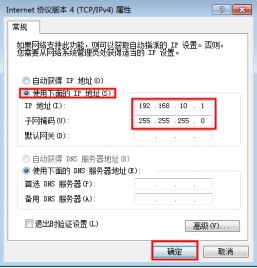 Internet 协议版本 4 (TCP/IPv4) 属性
常规
如果网络支持此功能，则可以获取自动指派的 IP 设置。否则，
您需要从网络系统管理员处获得适当的 IP 设置。
自动获得 IP 地址(O)
使用下面的 IP 地址(S)
IP 地址(I): 192 .168 . 10 . 1
子网掩码(U): 255 .255 .255 . 0
默认网关(D): . . .
自动获得 DNS 服务器地址(B)
使用下面的 DNS 服务器地址(E):
首选 DNS 服务器(P): . . .
备用 DNS 服务器(A): . . .
退出时验证设置(L)
高级(V)...
确定
取消